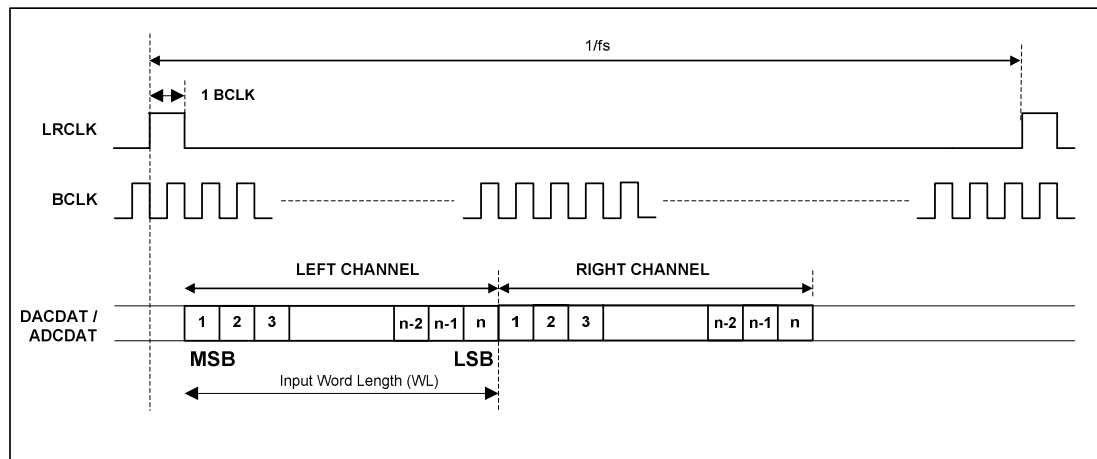 1/fs
1 BCLK
LRCLK
BCLK
LEFT CHANNEL RIGHT CHANNEL
DACDAT /
ADCDAT
1 2 3 n-2 n-1 n 1 2 3 n-2 n-1 n
MSB LSB
Input Word Length (WL)